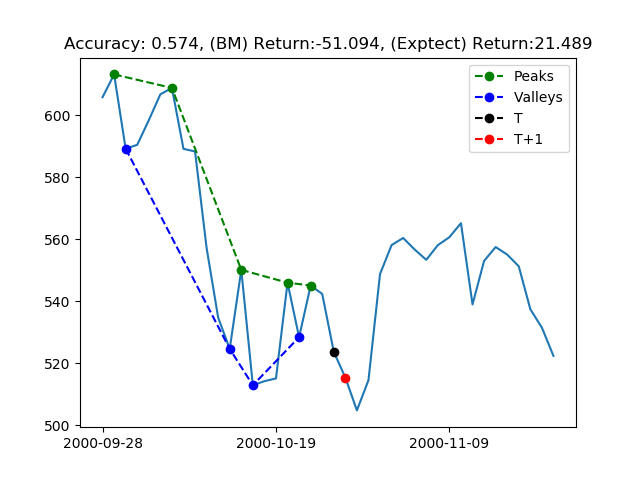 Accuracy: 0.574, (BM) Return:-51.094, (Exptect) Return:21.489
Peaks
Valleys
T
T+1
600
580
560
540
520
500
2000-09-28
2000-10-19
2000-11-09